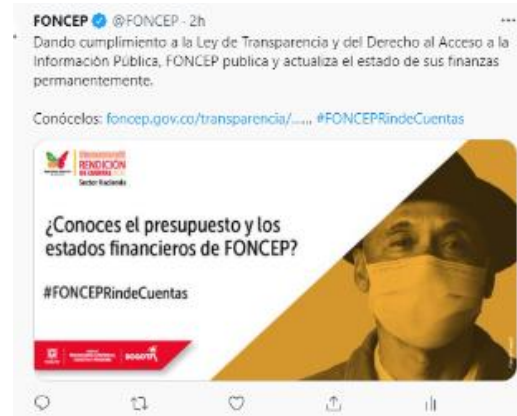 FONCEP @FONCEP · 2h
Dando cumplimiento a la Ley de Transparencia y del Derecho al Acceso a la
Información Pública, FONCEP publica y actualiza el estado de sus finanzas
permanentemente.
Conócelos: foncep.gov.co/transparencia/...... #FONCEPRindeCuentas
RENDICIÓN
DE CUENTAS
Sector Hacienda
¿Conoces el presupuesto y los
estados financieros de FONCEP?
#FONCEPRindeCuentas
BOGOTÁ